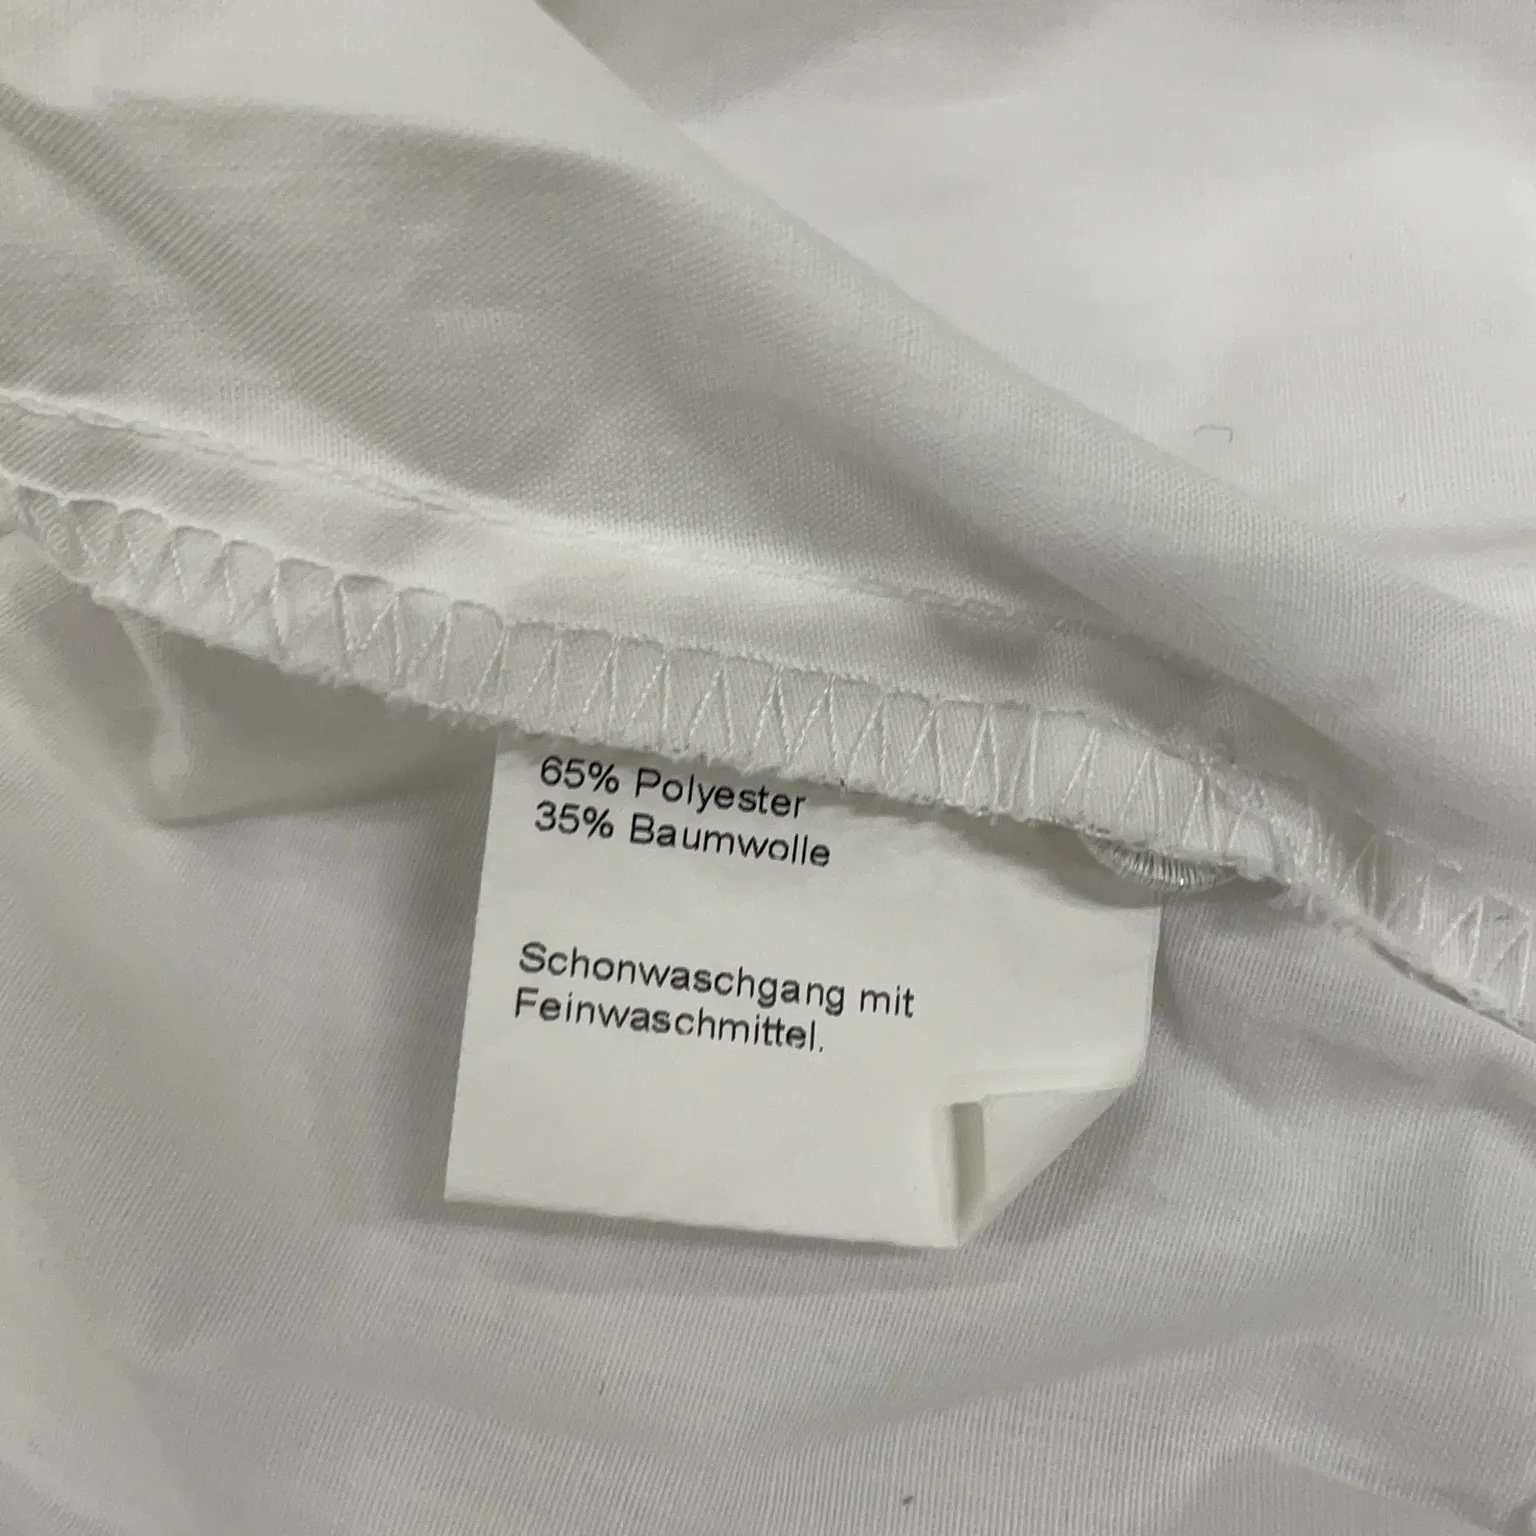 65% Polyester
35% Baumwolle
Schonwaschgang mit
Feinwaschmittel.